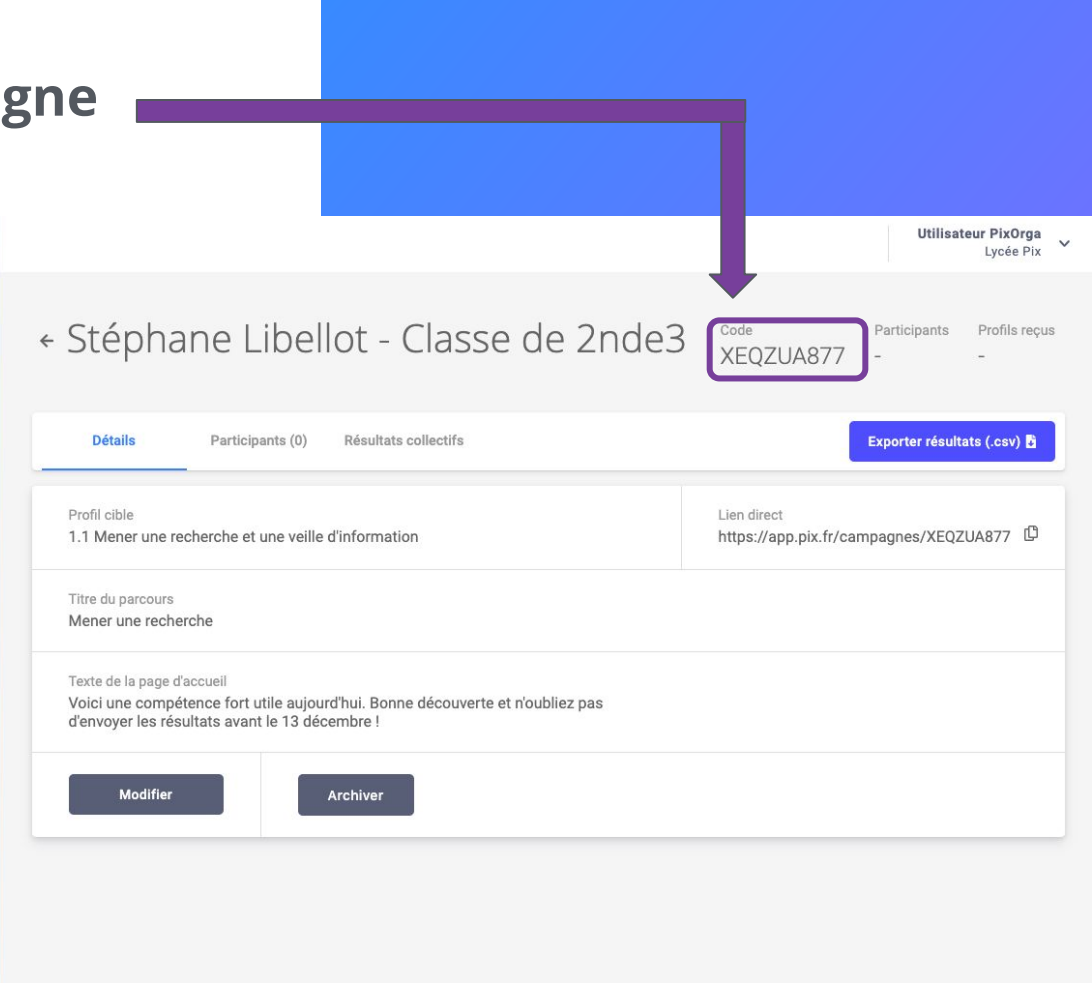 gne
Utilisateur PixOrga
Lycée Pix
← Stéphane Libellot - Classe de 2nde3
Code
XEQZUA877
Participants
-
Profils reçus
-
Détails
Participants (0)
Résultats collectifs
Exporter résultats (.csv)
Profil cible
1.1 Mener une recherche et une veille d'information
Lien direct
https://app.pix.fr/campagnes/XEQZUA877
Titre du parcours
Mener une recherche
Texte de la page d'accueil
Voici une compétence fort utile aujourd'hui. Bonne découverte et n'oubliez pas
d'envoyer les résultats avant le 13 décembre !
Modifier
Archiver